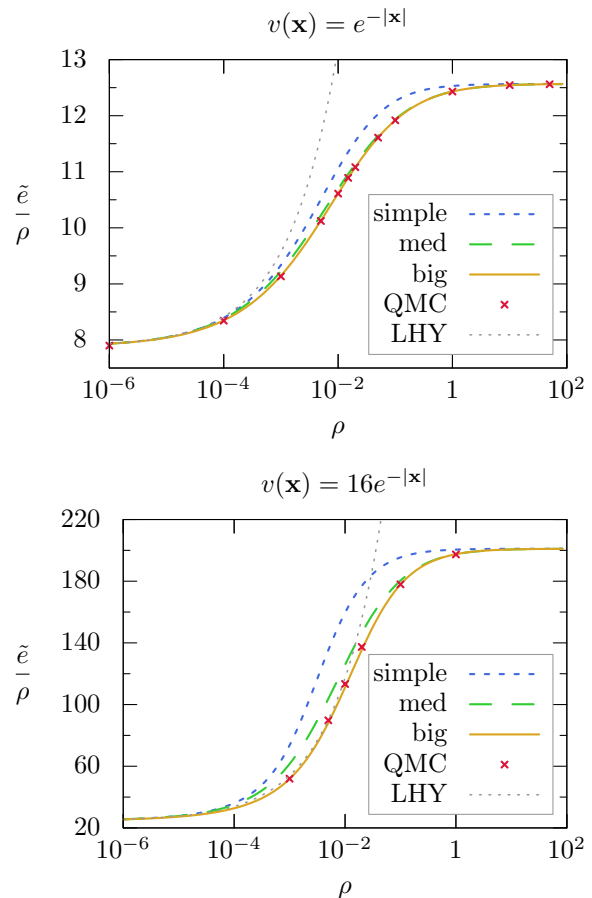 v(x) = e^{−|x|}
13
12
11
10
9
8
ẽ
ρ
simple
med
big
QMC
LHY
10^{−6} 10^{−4} 10^{−2} 1 10^2
ρ
v(x) = 16e^{−|x|}
220
180
140
100
60
20
ẽ
ρ
simple
med
big
QMC
LHY
10^{−6} 10^{−4} 10^{−2} 1 10^2
ρ